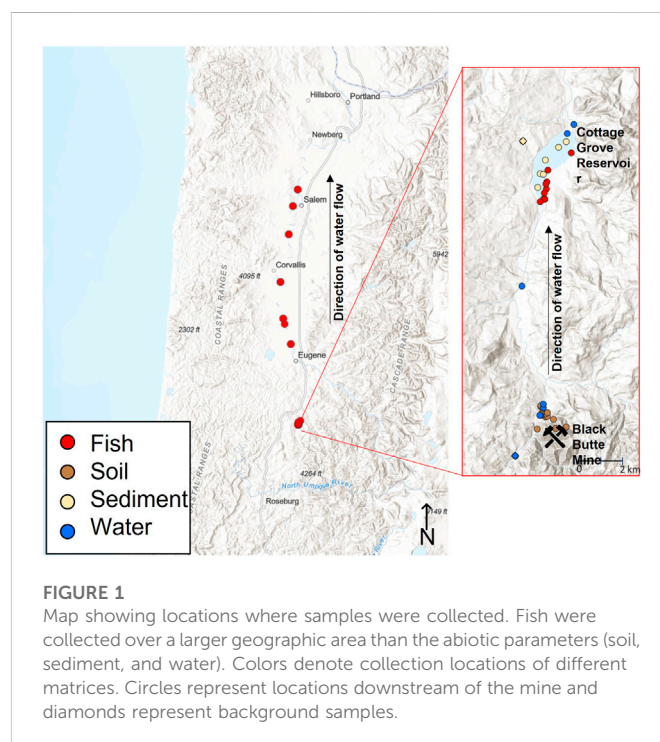 Hillsboro
Portland
Newberg
Salem
Corvallis
4095 ft
5942
Direction of water flow
COASTAL RANGES
2302 ft
Eugene
CASCADE RANGE
4264 ft
North Umpqua River
Roseburg
149 ft
N
Fish
Soil
Sediment
Water
Cottage
Grove
Reservoi
r
Direction of water flow
Black
Butte
Mine
0 2 km
FIGURE 1
Map showing locations where samples were collected. Fish were
collected over a larger geographic area than the abiotic parameters (soil,
sediment, and water). Colors denote collection locations of different
matrices. Circles represent locations downstream of the mine and
diamonds represent background samples.